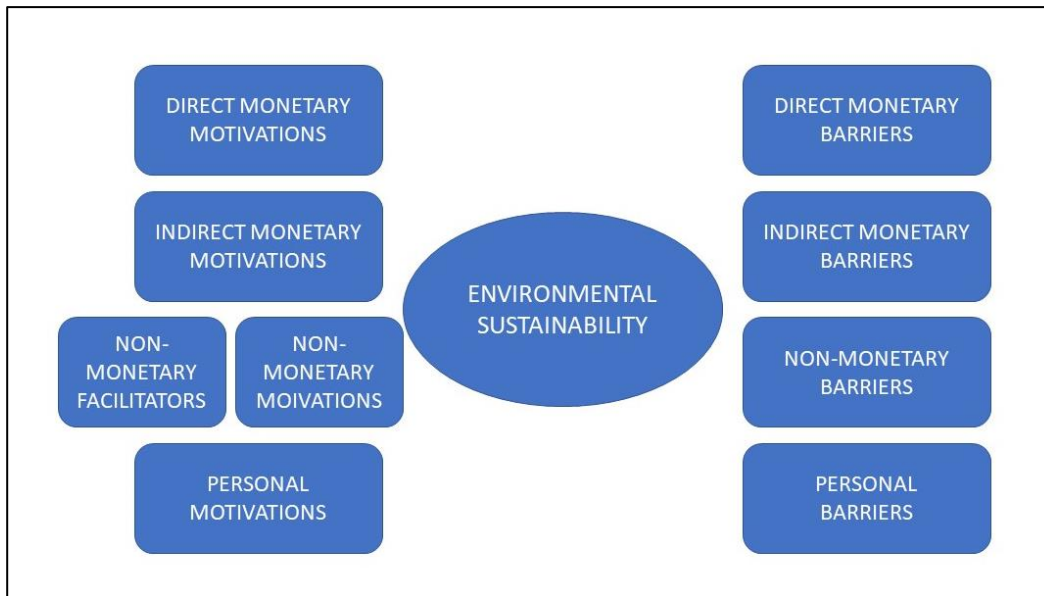 DIRECT MONETARY
MOTIVATIONS
INDIRECT MONETARY
MOTIVATIONS
NON-
MONETARY
FACILITATORS
NON-
MONETARY
MOIVATIONS
PERSONAL
MOTIVATIONS
ENVIRONMENTAL
SUSTAINABILITY
DIRECT MONETARY
BARRIERS
INDIRECT MONETARY
BARRIERS
NON-MONETARY
BARRIERS
PERSONAL
BARRIERS